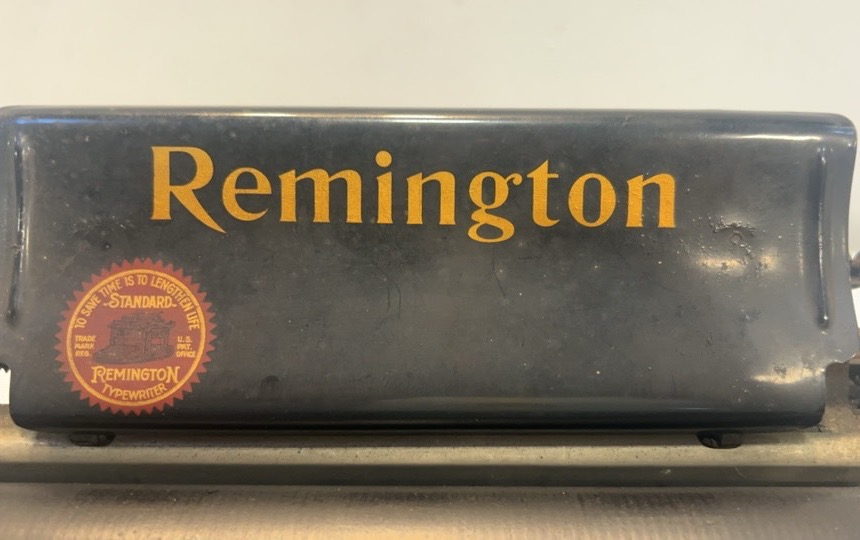 Remington
TO SAVE TIME IS TO LENGTHEN LIFE
STANDARD
TRADE
MARK
REG.
U.S.
PAT.
OFFICE
REMINGTON
TYPEWRITER